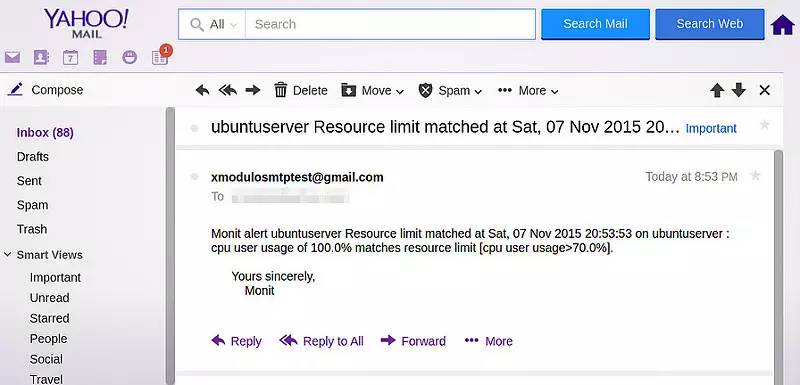 YAHOO!
MAIL
All
Search
Search Mail
Search Web
7
1
Compose
Delete
Move
Spam
More
Inbox (88)
Drafts
Sent
Spam
Trash
Smart Views
Important
Unread
Starred
People
Social
Travel
ubuntuserver Resource limit matched at Sat, 07 Nov 2015 20... Important
xmodulosmtptest@gmail.com
Today at 8:53 PM
To
Monit alert ubuntuserver Resource limit matched at Sat, 07 Nov 2015 20:53:53 on ubuntuserver :
cpu user usage of 100.0% matches resource limit [cpu user usage>70.0%].
Yours sincerely,
Monit
Reply
Reply to All
Forward
More